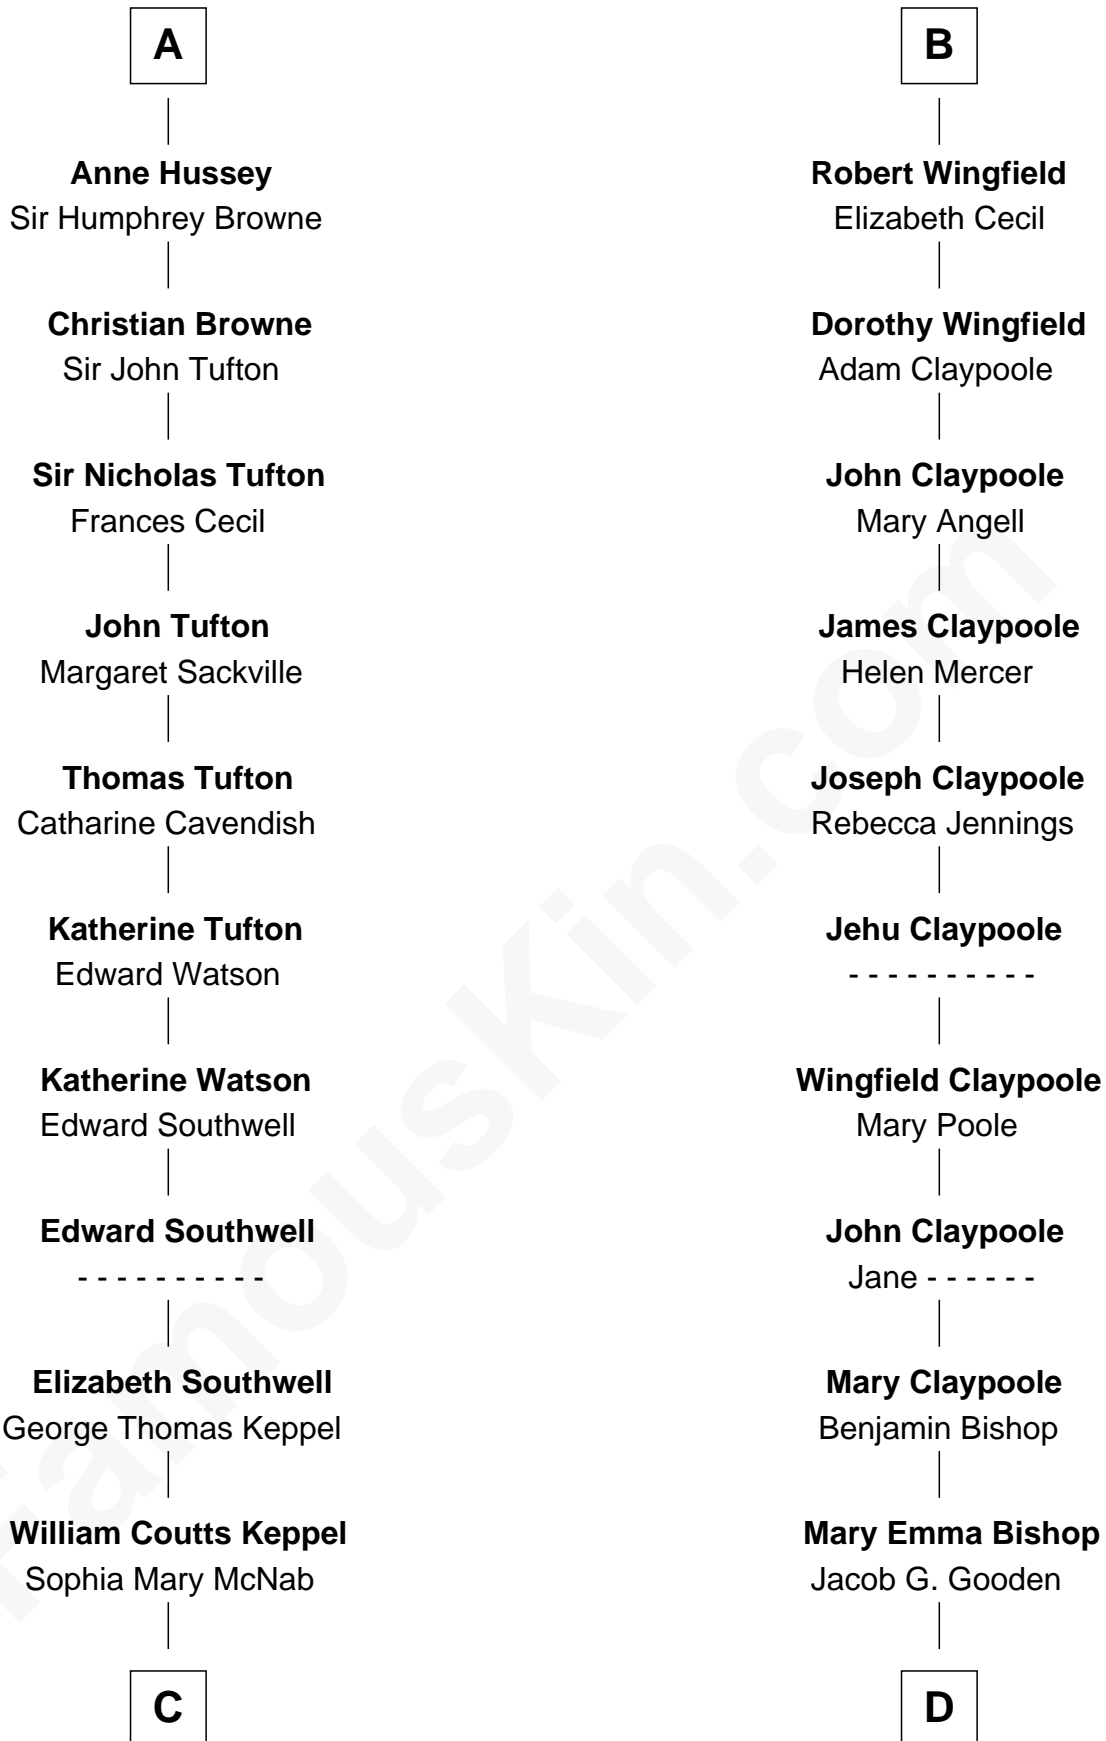 A
Anne Hussey
Sir Humphrey Browne
Christian Browne
Sir John Tufton
Sir Nicholas Tufton
Frances Cecil
John Tufton
Margaret Sackville
Thomas Tufton
Catharine Cavendish
Katherine Tufton
Edward Watson
Katherine Watson
Edward Southwell
Edward Southwell
- - - - - - - - - -
Elizabeth Southwell
George Thomas Keppel
William Coutts Keppel
Sophia Mary McNab
C
B
Robert Wingfield
Elizabeth Cecil
Dorothy Wingfield
Adam Claypoole
John Claypoole
Mary Angell
James Claypoole
Helen Mercer
Joseph Claypoole
Rebecca Jennings
Jehu Claypoole
- - - - - - - - - -
Wingfield Claypoole
Mary Poole
John Claypoole
Jane - - - - - -
Mary Claypoole
Benjamin Bishop
Mary Emma Bishop
Jacob G. Gooden
D
FamousKin.com